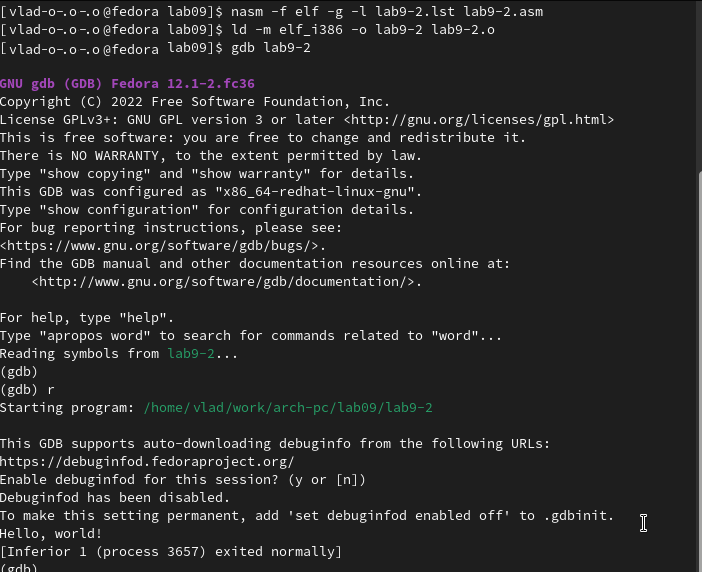 [vlad-o-.o-.o@fedora lab09]$ nasm -f elf -g -l lab9-2.lst lab9-2.asm
[vlad-o-.o-.o@fedora lab09]$ ld -m elf_i386 -o lab9-2 lab9-2.o
[vlad-o-.o-.o@fedora lab09]$ gdb lab9-2
GNU gdb (GDB) Fedora 12.1-2.fc36
Copyright (C) 2022 Free Software Foundation, Inc.
License GPLv3+: GNU GPL version 3 or later <http://gnu.org/licenses/gpl.html>
This is free software: you are free to change and redistribute it.
There is NO WARRANTY, to the extent permitted by law.
Type "show copying" and "show warranty" for details.
This GDB was configured as "x86_64-redhat-linux-gnu".
Type "show configuration" for configuration details.
For bug reporting instructions, please see:
<https://www.gnu.org/software/gdb/bugs/>.
Find the GDB manual and other documentation resources online at:
    <http://www.gnu.org/software/gdb/documentation/>.
For help, type "help".
Type "apropos word" to search for commands related to "word"...
Reading symbols from lab9-2...
(gdb)
(gdb) r
Starting program: /home/vlad/work/arch-pc/lab09/lab9-2
This GDB supports auto-downloading debuginfo from the following URLs:
https://debuginfod.fedoraproject.org/
Enable debuginfod for this session? (y or [n])
Debuginfod has been disabled.
To make this setting permanent, add 'set debuginfod enabled off' to .gdbinit.
Hello, world!
[Inferior 1 (process 3657) exited normally]
(gdb)